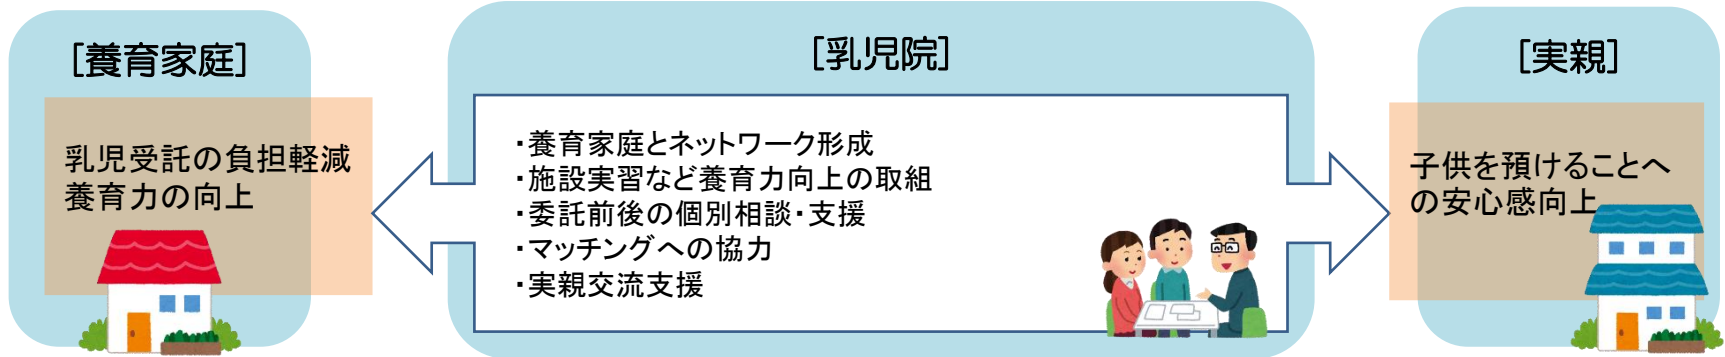 [養育家庭]
乳児受託の負担軽減
養育力の向上
[乳児院]
・養育家庭とネットワーク形成
・施設実習など養育力向上の取組
・委託前後の個別相談・支援
・マッチングへの協力
・実親交流支援
[実親]
子供を預けることへ
の安心感向上